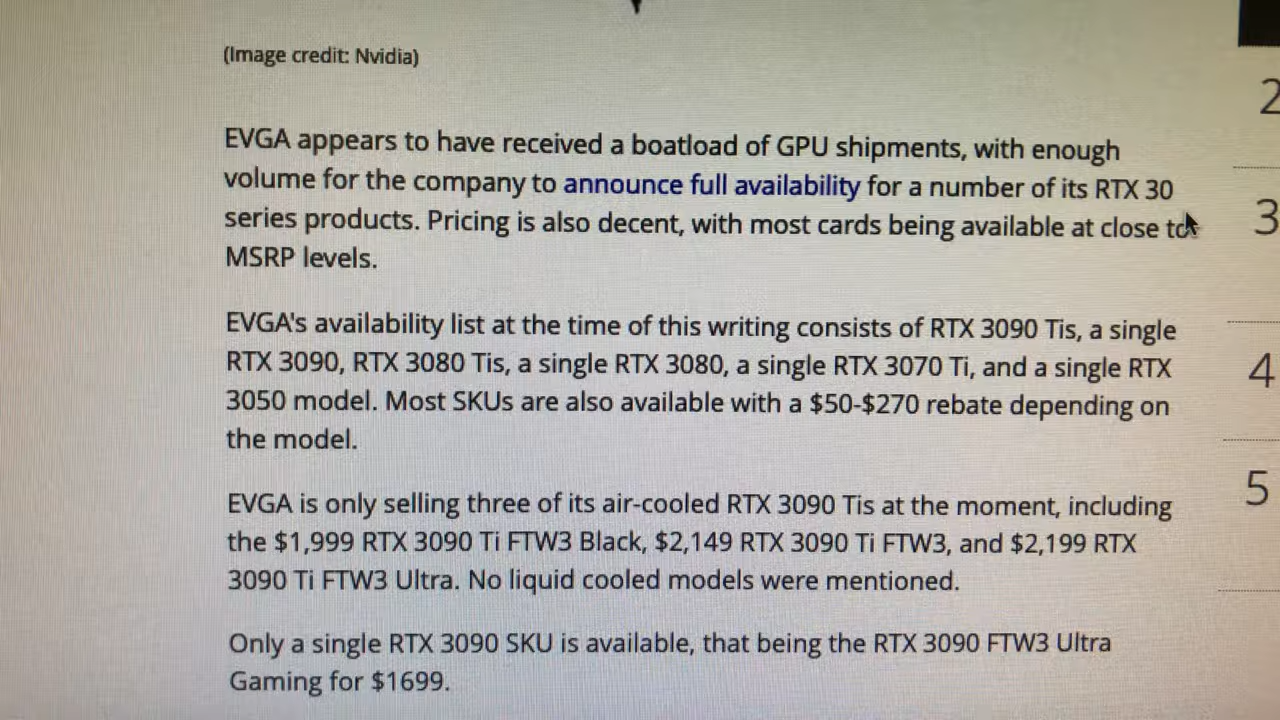 (Image credit: Nvidia)
EVGA appears to have received a boatload of GPU shipments, with enough
volume for the company to announce full availability for a number of its RTX 30
series products. Pricing is also decent, with most cards being available at close to
MSRP levels.
EVGA's availability list at the time of this writing consists of RTX 3090 Tis, a single
RTX 3090, RTX 3080 Tis, a single RTX 3080, a single RTX 3070 Ti, and a single RTX
3050 model. Most SKUs are also available with a $50-$270 rebate depending on
the model.
EVGA is only selling three of its air-cooled RTX 3090 Tis at the moment, including
the $1,999 RTX 3090 Ti FTW3 Black, $2,149 RTX 3090 Ti FTW3, and $2,199 RTX
3090 Ti FTW3 Ultra. No liquid cooled models were mentioned.
Only a single RTX 3090 SKU is available, that being the RTX 3090 FTW3 Ultra
Gaming for $1699.
2
3
4
5